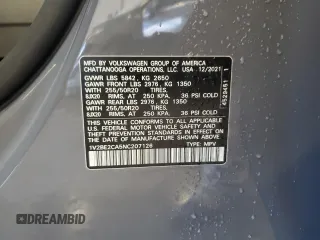 MFD BY VOLKSWAGEN GROUP OF AMERICA
CHATTANOOGA OPERATIONS, LLC. USA 12/2021
GVWR LBS 5842, KG 2650
GAWR FRONT LBS 2976, KG 1350
WITH 255/50R20 TIRES,
8JX20 RIMS, AT KPA 250, 36 PSI COLD
GAWR REAR LBS 2976, KG 1350
WITH 255/50R20 TIRES,
8JX20 RIMS, AT KPA 250, 36 PSI COLD
THIS VEHICLE CONFORMS TO ALL APPLICABLE
U.S. FEDERAL MOTOR VEHICLE SAFETY AND
THEFT PREVENTION STANDARDS IN EFFECT
ON THE DATE OF MANUFACTURE SHOWN ABOVE.
1V2BE2CA5NC207126 TYPE: MPV
© DEALERBID
AutoBidMaster